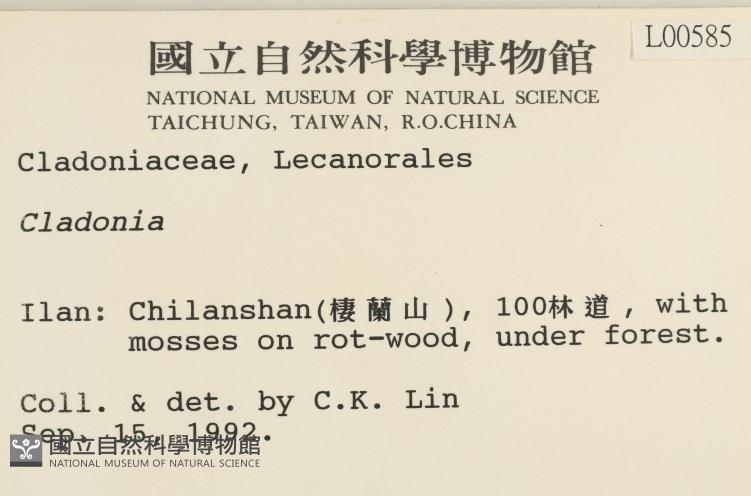 L00585
國立自然科學博物館
NATIONAL MUSEUM OF NATURAL SCIENCE
TAICHUNG, TAIWAN, R.O.CHINA
Cladoniaceae, Lecanorales
Cladonia
Ilan: Chilanshan(棲蘭山), 100林道, with
mosses on rot-wood, under forest.
Coll. & det. by C.K. Lin
Sep. 15, 1992.
國立自然科學博物館
NATIONAL MUSEUM OF NATURAL SCIENCE